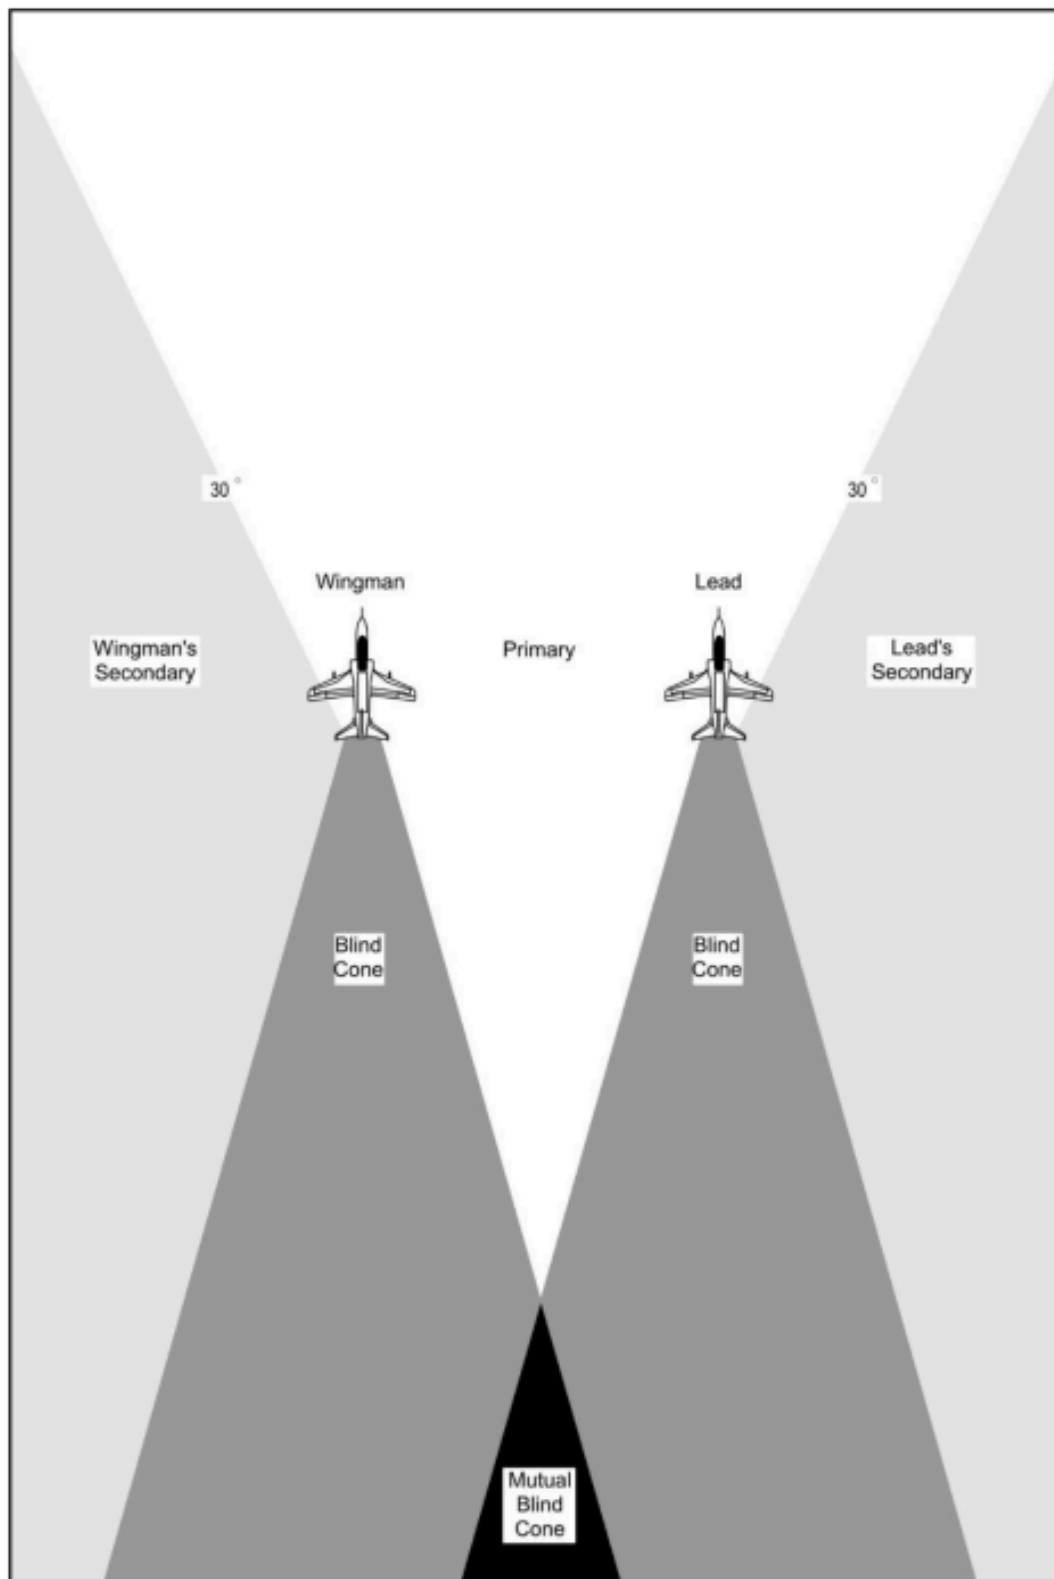 30°
30°
Wingman
Lead
Wingman's
Secondary
Primary
Lead's
Secondary
Blind
Cone
Blind
Cone
Mutual
Blind
Cone